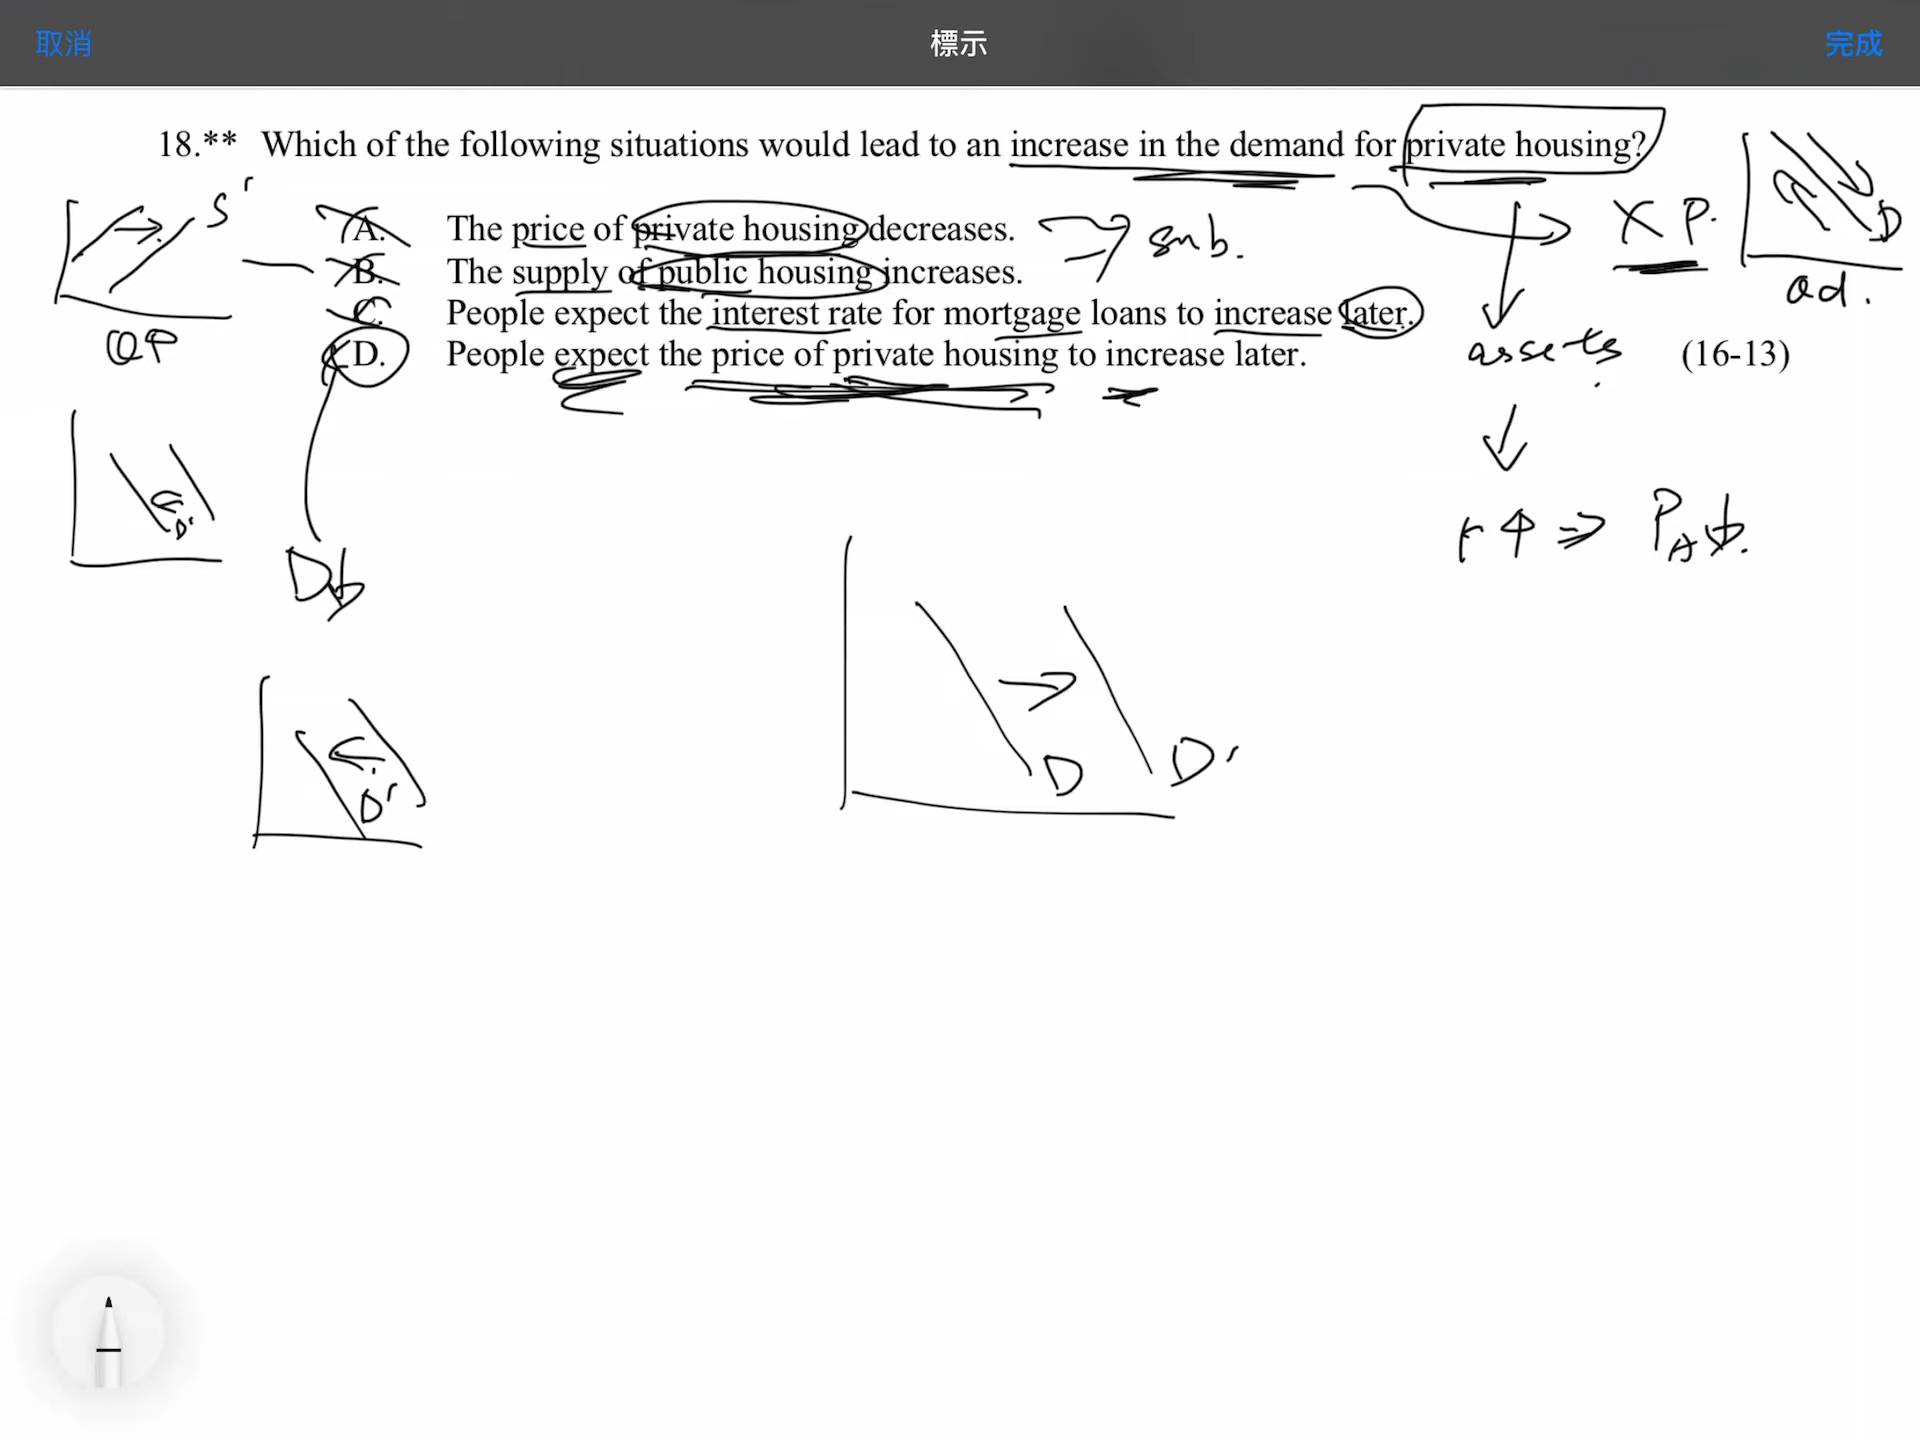 取消 標示 完成
18.** Which of the following situations would lead to an increase in the demand for private housing?
A. The price of private housing decreases.
B. The supply of public housing increases.
C. People expect the interest rate for mortgage loans to increase later.
D. People expect the price of private housing to increase later.
(16-13)
S'
sub.
X P.
D
Qd.
assets
D'
r ↑ ⇒ PA ↓.
D↓
D'
D
D'